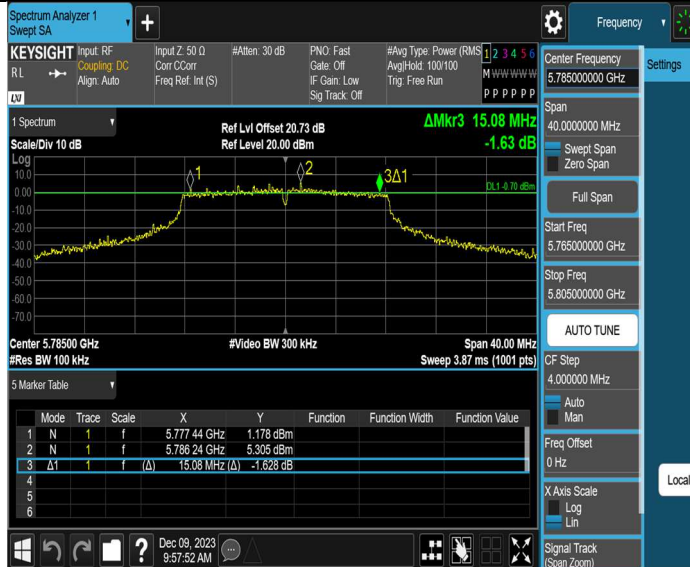 Spectrum Analyzer 1
Swept SA
+
Frequency
KEYSIGHT
RL
LXI
Input: RF
Coupling: DC
Align: Auto
Input Z: 50 Ω
Corr CCorr
Freq Ref: Int (S)
#Atten: 30 dB
PNO: Fast
Gate: Off
IF Gain: Low
Sig Track: Off
#Avg Type: Power (RMS
Avg|Hold: 100/100
Trig: Free Run
1 2 3 4 5 6
M W W W W W
P P P P P P
1 Spectrum
Scale/Div 10 dB
Ref Lvl Offset 20.73 dB
Ref Level 20.00 dBm
ΔMkr3 15.08 MHz
-1.63 dB
Log
10.0
0.00
-10.0
-20.0
-30.0
-40.0
-50.0
-60.0
-70.0
1
2
3Δ1
DL1 -0.70 dBm
Center 5.78500 GHz
#Video BW 300 kHz
Span 40.00 MHz
#Res BW 100 kHz
Sweep 3.87 ms (1001 pts)
5 Marker Table
Mode Trace Scale X Y Function Function Width Function Value
1 N 1 f 5.777 44 GHz 1.178 dBm
2 N 1 f 5.786 24 GHz 5.305 dBm
3 Δ1 1 f (Δ) 15.08 MHz (Δ) -1.628 dB
4
5
6
?
Dec 09, 2023
9:57:52 AM
Center Frequency
5.785000000 GHz
Span
40.0000000 MHz
Swept Span
Zero Span
Full Span
Start Freq
5.765000000 GHz
Stop Freq
5.805000000 GHz
AUTO TUNE
CF Step
4.000000 MHz
Auto
Man
Freq Offset
0 Hz
X Axis Scale
Log
Lin
Signal Track
(Span Zoom)
Settings
Local